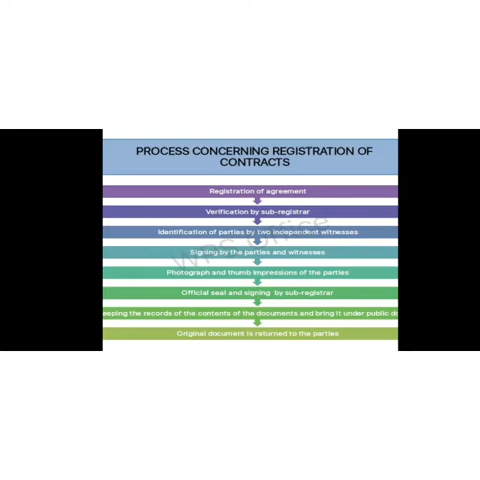 PROCESS CONCERNING REGISTRATION OF
CONTRACTS
Registration of agreement
Verification by sub-registrar
Identification of parties by two independent witnesses
Signing by the parties and witnesses
Photograph and thumb impressions of the parties
Official seal and signing by sub-registrar
eeping the records of the contents of the documents and bring it under public do
Original document is returned to the parties
WPS Office